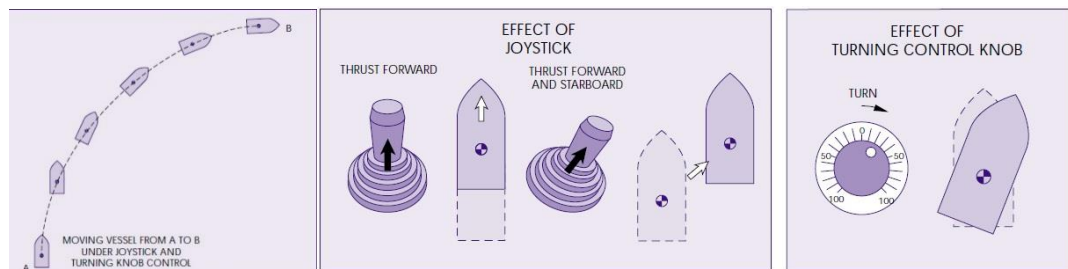 B
A
MOVING VESSEL FROM A TO B
UNDER JOYSTICK AND
TURNING KNOB CONTROL
EFFECT OF
JOYSTICK
THRUST FORWARD
THRUST FORWARD
AND STARBOARD
EFFECT OF
TURNING CONTROL KNOB
TURN
0
50
50
100
100